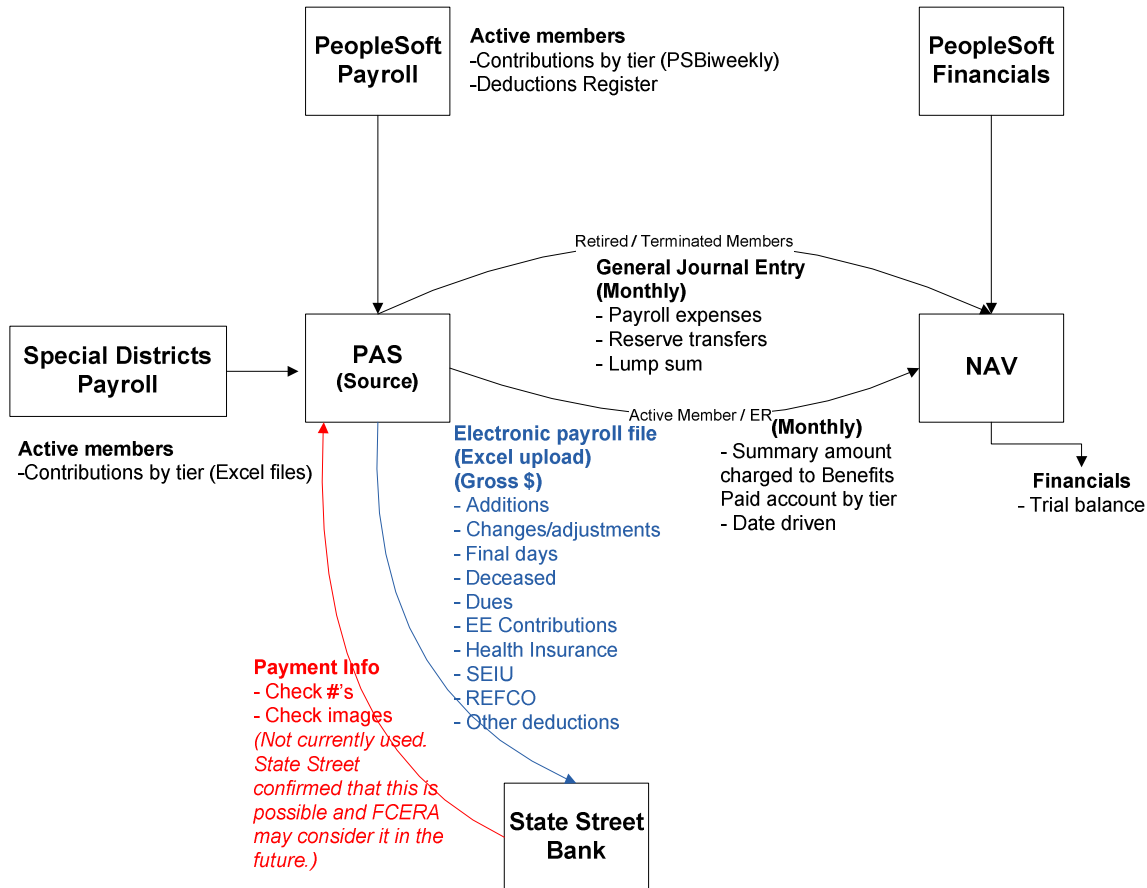 PeopleSoft
Payroll
Active members
-Contributions by tier (PSBiweekly)
-Deductions Register
PeopleSoft
Financials
Retired / Terminated Members
General Journal Entry
(Monthly)
- Payroll expenses
- Reserve transfers
- Lump sum
Special Districts
Payroll
PAS
(Source)
NAV
Active members
-Contributions by tier (Excel files)
Active Member / ER
(Monthly)
- Summary amount
charged to Benefits
Paid account by tier
- Date driven
Financials
- Trial balance
Electronic payroll file
(Excel upload)
(Gross $)
- Additions
- Changes/adjustments
- Final days
- Deceased
- Dues
- EE Contributions
- Health Insurance
- SEIU
- REFCO
- Other deductions
Payment Info
- Check #'s
- Check images
(Not currently used.
State Street
confirmed that this is
possible and FCERA
may consider it in the
future.)
State Street
Bank